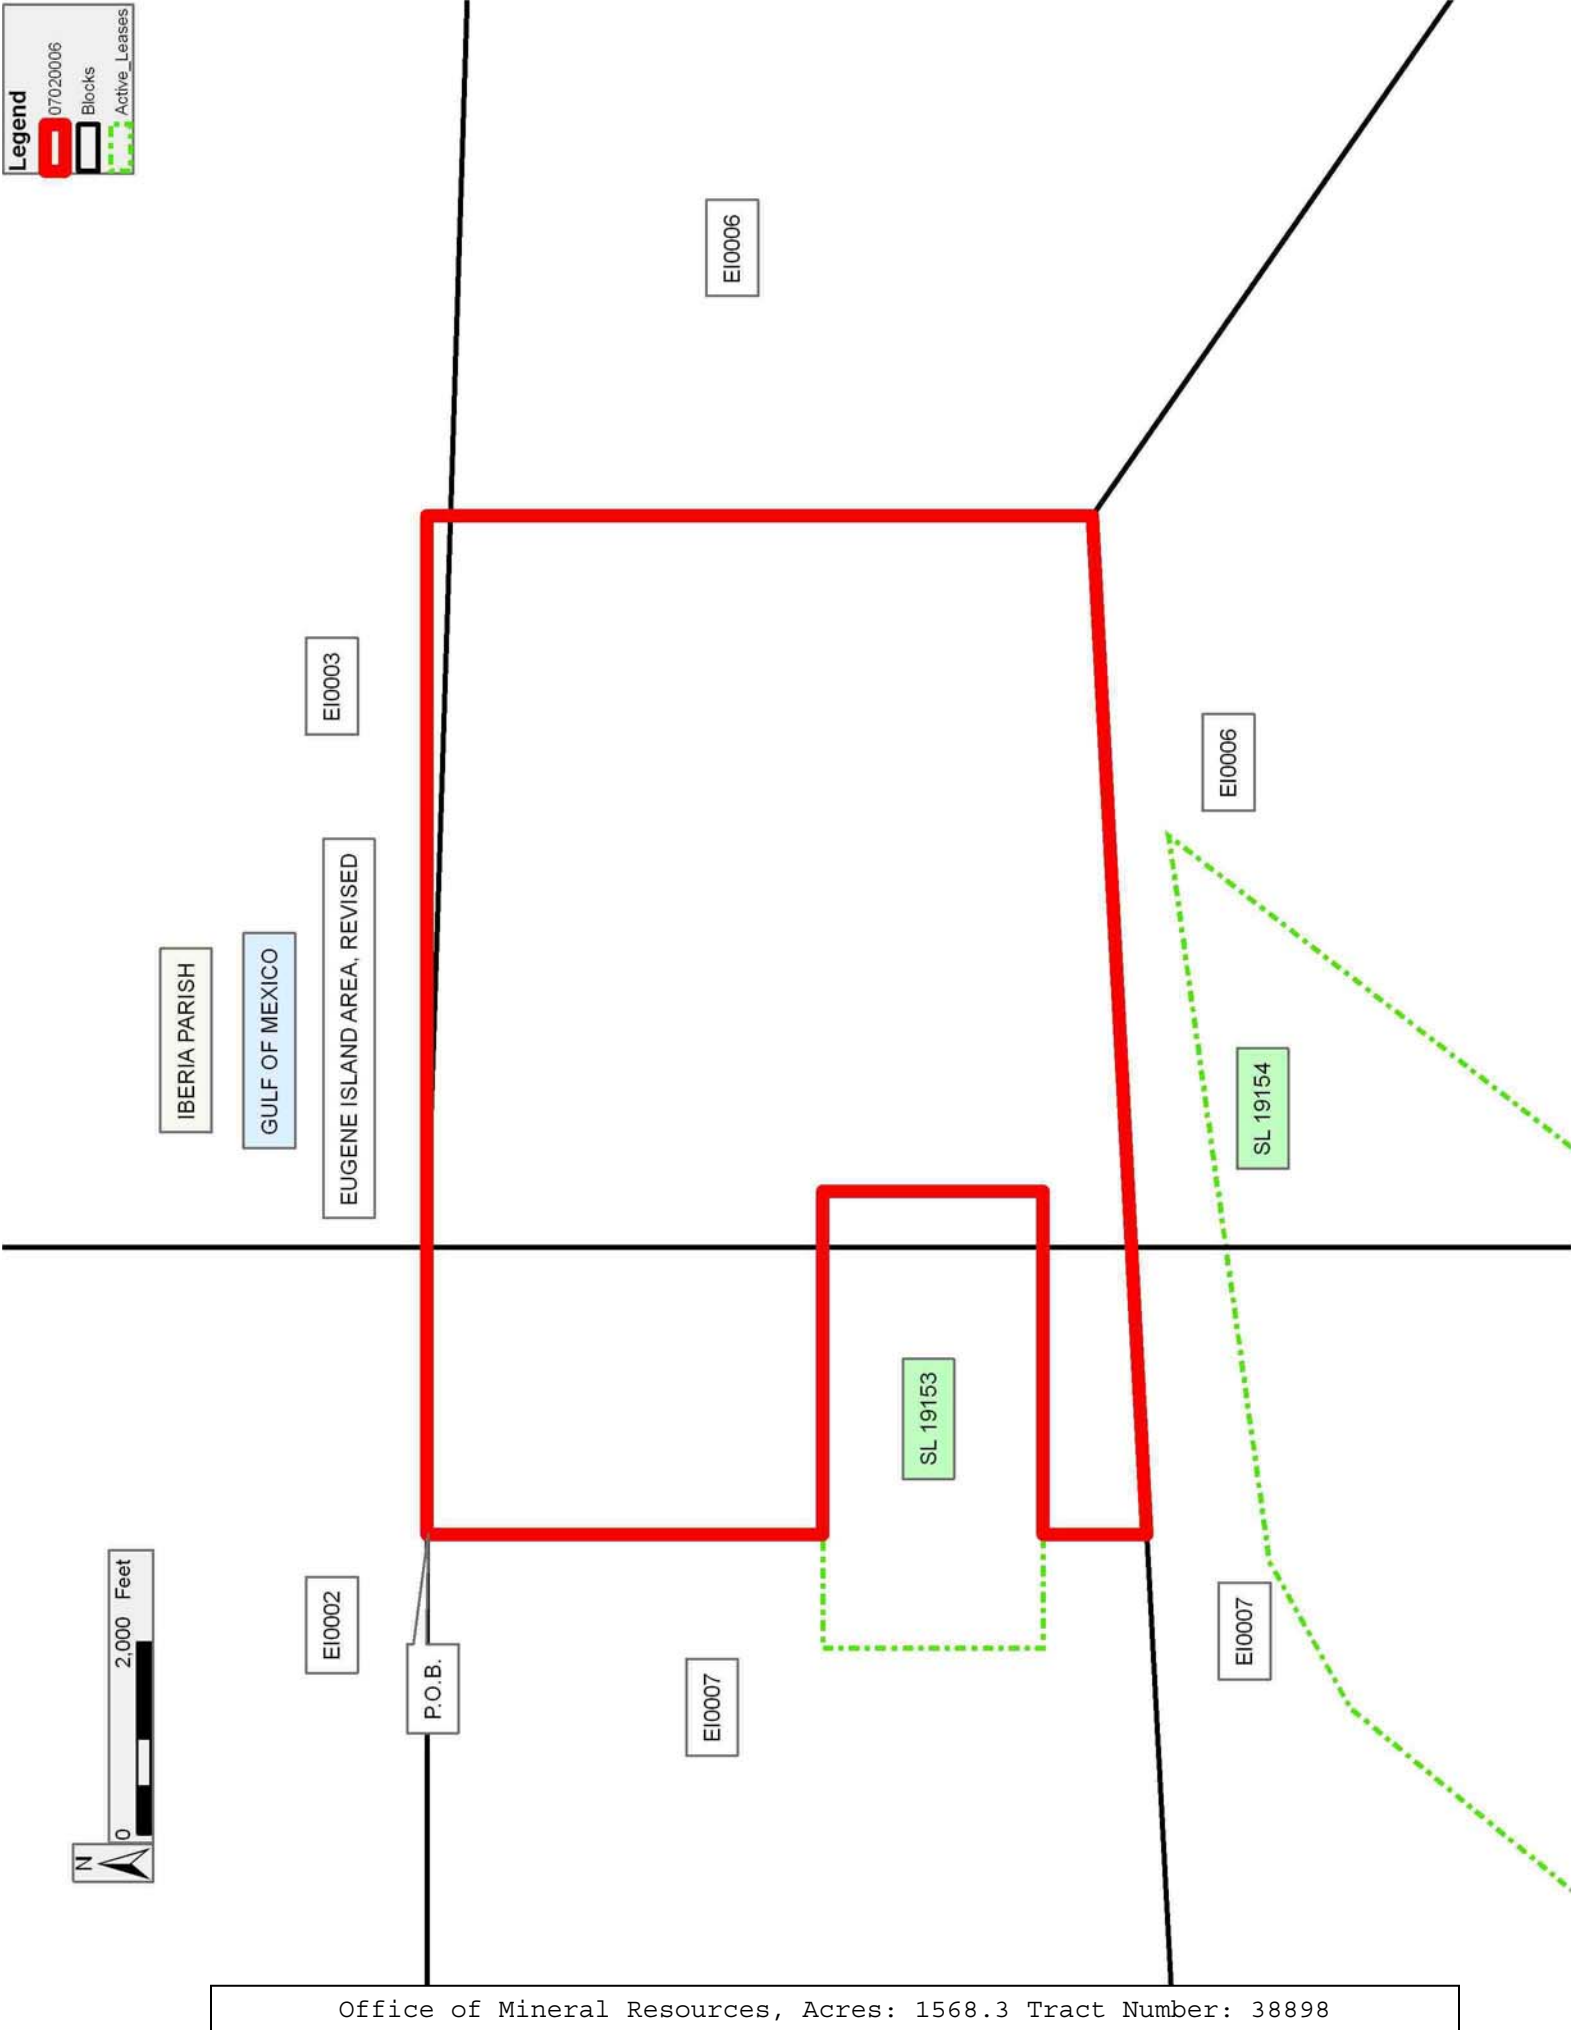 Legend
07020006
Blocks
Active_Leases
N
0 2,000 Feet
IBERIA PARISH
GULF OF MEXICO
EUGENE ISLAND AREA, REVISED
EI0002
EI0003
P.O.B.
EI0007
EI0006
SL 19153
EI0007
SL 19154
EI0006
Office of Mineral Resources, Acres: 1568.3 Tract Number: 38898